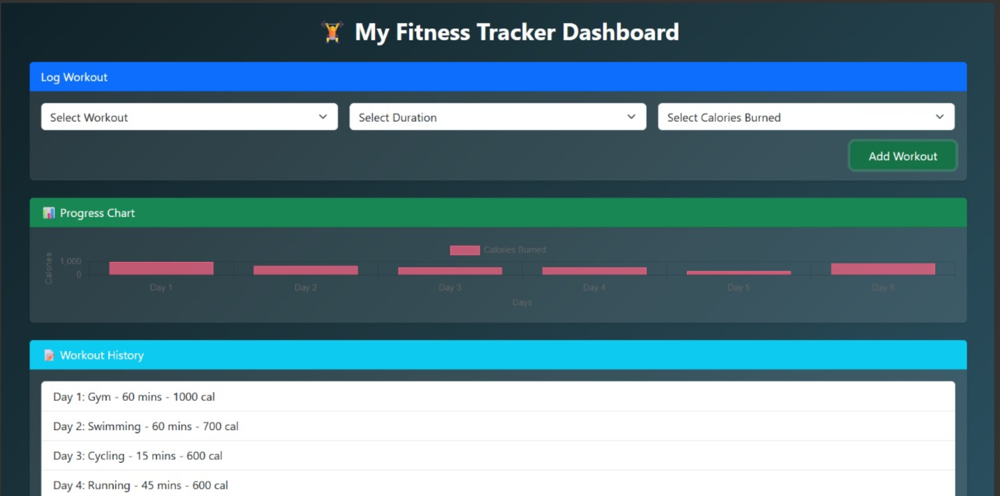 My Fitness Tracker Dashboard
Log Workout
Select Workout
Select Duration
Select Calories Burned
Add Workout
Progress Chart
Calories Burned
Calories
1,000
0
Day 1
Day 2
Day 3
Day 4
Day 5
Day 6
Days
Workout History
Day 1: Gym - 60 mins - 1000 cal
Day 2: Swimming - 60 mins - 700 cal
Day 3: Cycling - 15 mins - 600 cal
Day 4: Running - 45 mins - 600 cal